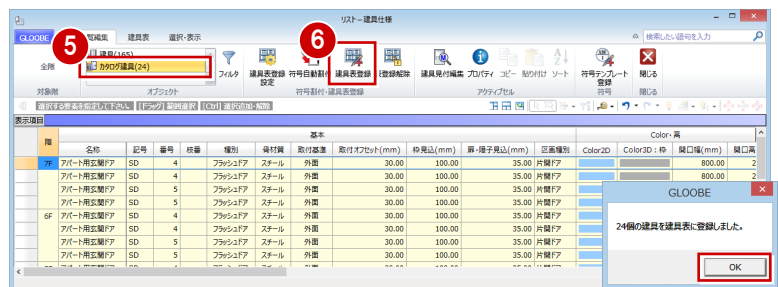 リスト－建具仕様
GLOOBE
編集
建具表
選択・表示
検索したい語句を入力
5
6
全階
建具(165)
カタログ建具(24)
フィルタ
建具表登録設定
符号自動割付
建具表登録
登録解除
建具見付編集
プロパティ
コピー
貼り付け
ソート
符号テンプレート登録
閉じる
対象階
オブジェクト
符号割付・建具表登録
アクティブセル
符号
閉じる
選択する要素を指定して下さい。 [[ドラッグ] 範囲選択 [[Ctrl] 選択追加・解除]
表示項目
階
基本
Color・高
名称 記号 番号 枝番 種別 骨材質 取付基準 取付オフセット(mm) 枠見込(mm) 扉・障子見込(mm) 区画種別 Color2D Color3D：枠 開口幅(mm) 開口高
7F アパート用玄関ドア SD 4 フラッシュドア スチール 外面 30.00 100.00 35.00 片開ドア 800.00 2
アパート用玄関ドア SD 4 フラッシュドア スチール 外面 30.00 100.00 35.00 片開ドア 800.00 2
アパート用玄関ドア SD 5 フラッシュドア スチール 外面 30.00 100.00 35.00 片開ドア
アパート用玄関ドア SD 5 フラッシュドア スチール 外面 30.00 100.00 35.00 片開ドア
6F アパート用玄関ドア SD 4 フラッシュドア スチール 外面 30.00 100.00 35.00 片開ドア
アパート用玄関ドア SD 4 フラッシュドア スチール 外面 30.00 100.00 35.00 片開ドア
アパート用玄関ドア SD 5 フラッシュドア スチール 外面 30.00 100.00 35.00 片開ドア
アパート用玄関ドア SD 5 フラッシュドア スチール 外面 30.00 100.00 35.00 片開ドア
GLOOBE
24個の建具を建具表に登録しました。
OK